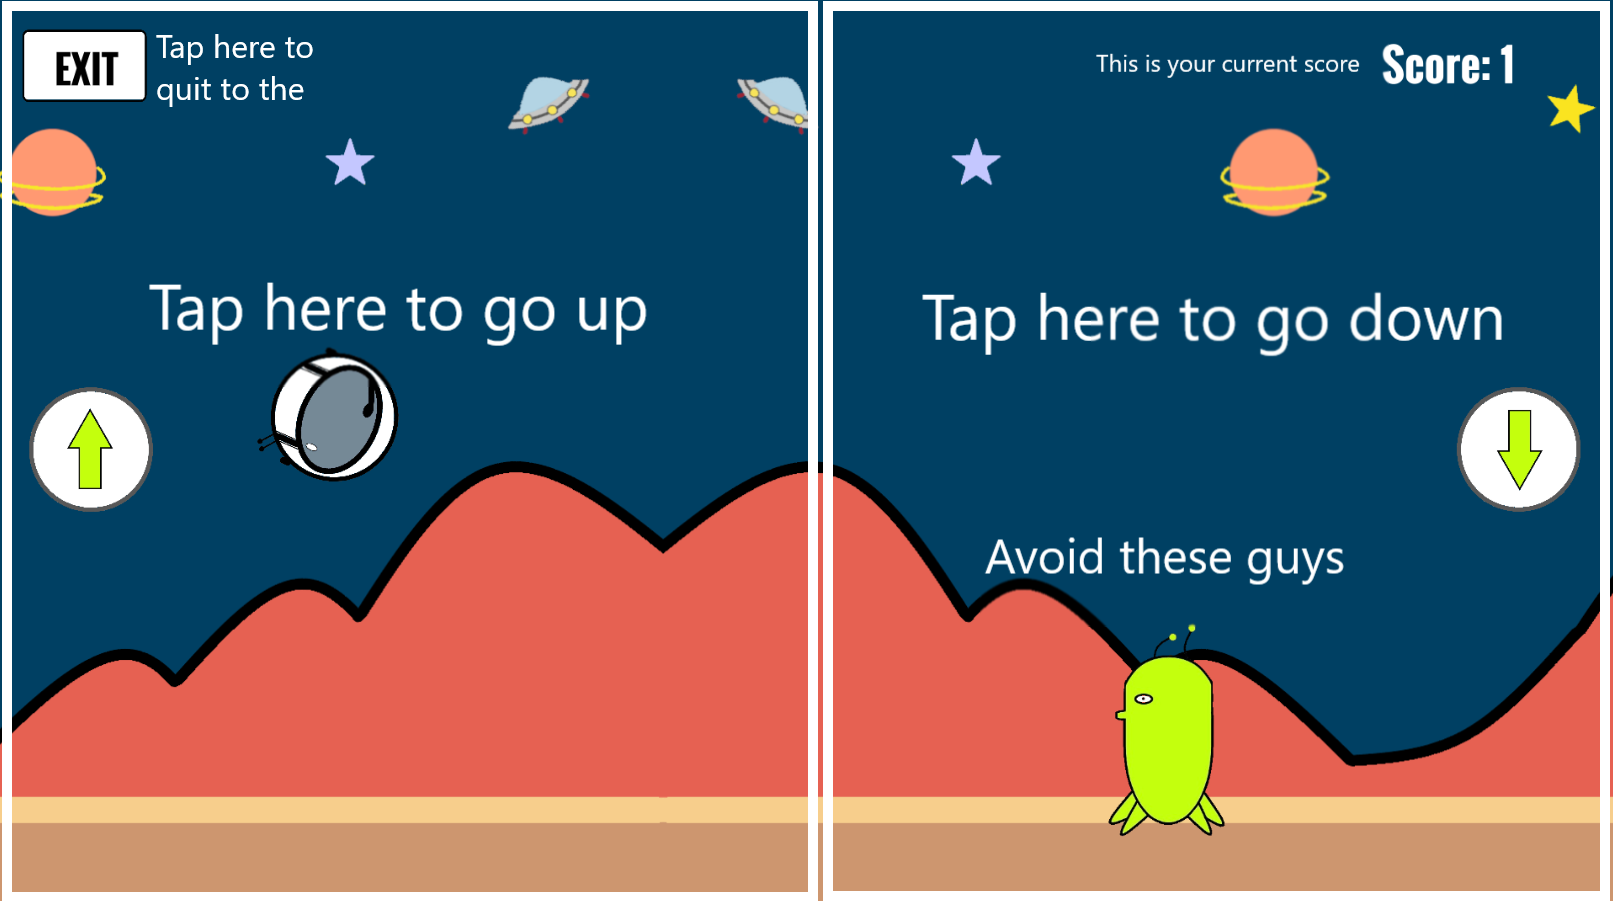 EXIT
Tap here to
quit to the
This is your current score
Score: 1
Tap here to go up
Tap here to go down
Avoid these guys